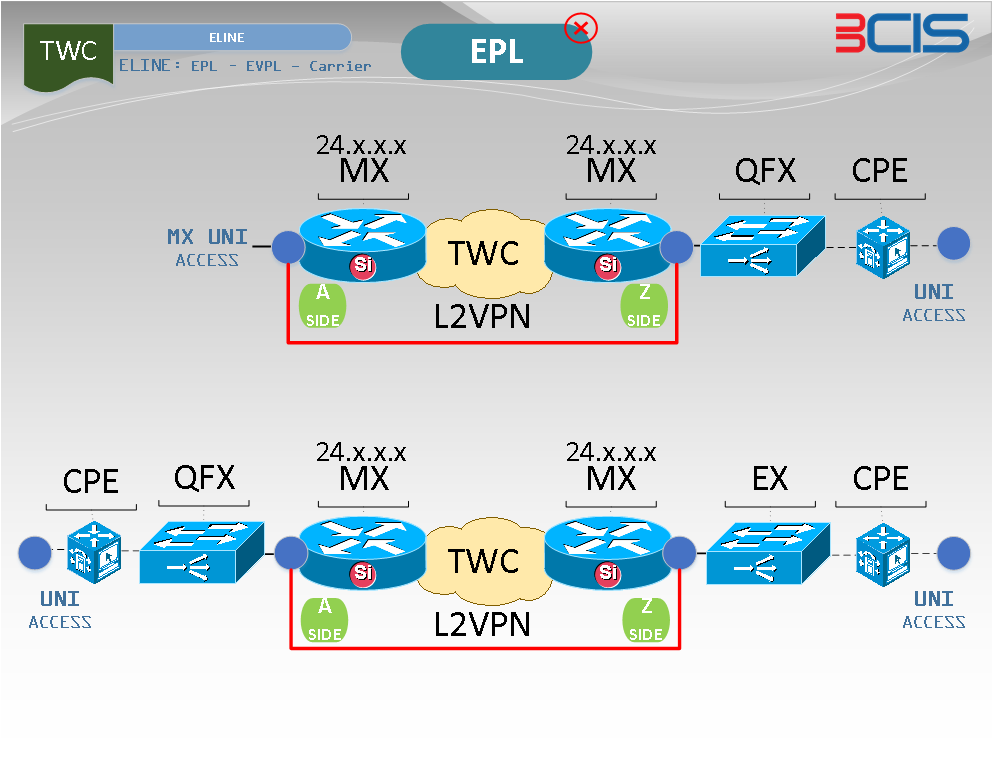 TWC
ELINE
ELINE: EPL - EVPL - Carrier
EPL
3CIS
24.x.x.x
MX
24.x.x.x
MX
QFX
CPE
MX UNI
ACCESS
Si
TWC
Si
A
SIDE
L2VPN
Z
SIDE
UNI
ACCESS
CPE
QFX
24.x.x.x
MX
24.x.x.x
MX
EX
CPE
Si
TWC
Si
UNI
ACCESS
A
SIDE
L2VPN
Z
SIDE
UNI
ACCESS